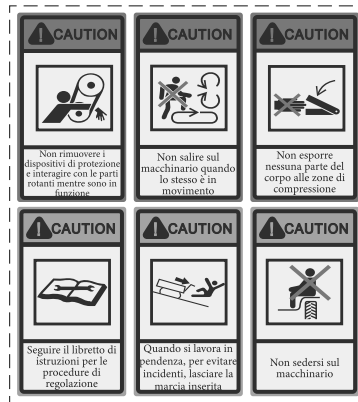 CAUTION
Non rimuovere i
dispositivi di protezione
e interagire con le parti
rotanti mentre sono in
funzione
CAUTION
Non salire sul
macchinario quando
lo stesso è in
movimento
CAUTION
Non esporre
nessuna parte del
corpo alle zone di
compressione
CAUTION
Seguire il libretto di
istruzioni per le
procedure di
regolazione
CAUTION
Quando si lavora in
pendenza, per evitare
incidenti, lasciare la
marcia inserita
CAUTION
Non sedersi sul
macchinario